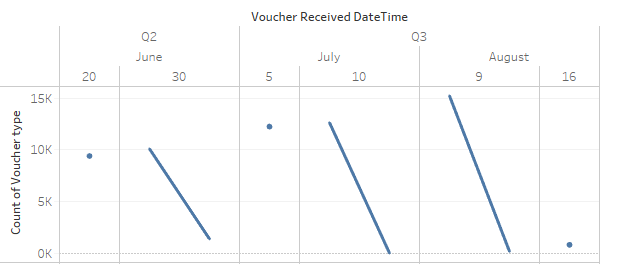 Voucher Received DateTime
Q2 Q3
June July August
20 30 5 10 9 16
Count of Voucher type
15K
10K
5K
0K